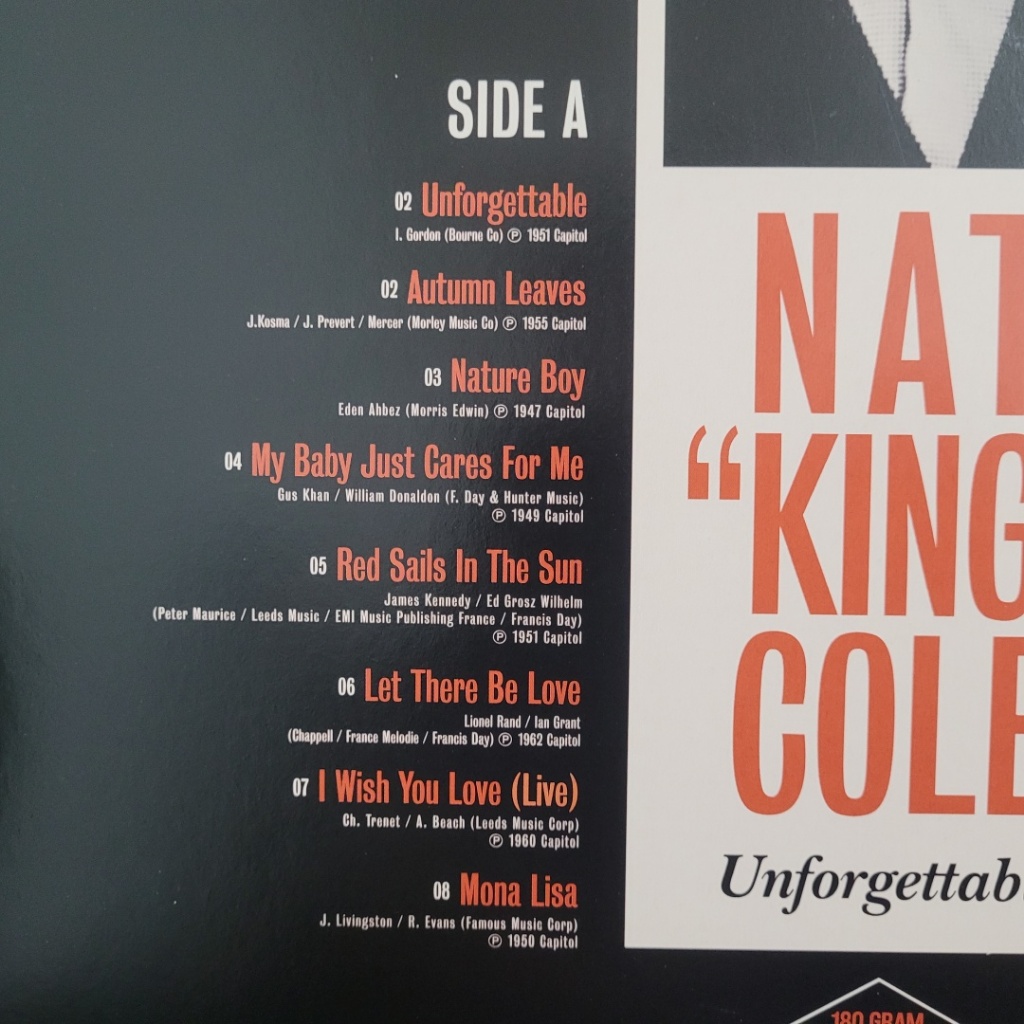 SIDE A
02 Unforgettable
I. Gordon (Bourne Co) ℗ 1951 Capitol
02 Autumn Leaves
J.Kosma / J. Prevert / Mercer (Morley Music Co) ℗ 1955 Capitol
03 Nature Boy
Eden Ahbez (Morris Edwin) ℗ 1947 Capitol
04 My Baby Just Cares For Me
Gus Khan / William Donaldon (F. Day & Hunter Music)
℗ 1949 Capitol
05 Red Sails In The Sun
James Kennedy / Ed Grosz Wilhelm
(Peter Maurice / Leeds Music / EMI Music Publishing France / Francis Day)
℗ 1951 Capitol
06 Let There Be Love
Lionel Rand / Ian Grant
(Chappell / France Melodie / Francis Day) ℗ 1962 Capitol
07 I Wish You Love (Live)
Ch. Trenet / A. Beach (Leeds Music Corp)
℗ 1960 Capitol
08 Mona Lisa
J. Livingston / R. Evans (Famous Music Corp)
℗ 1950 Capitol
NAT
“KING
COLE
Unforgettab
180 GRAM